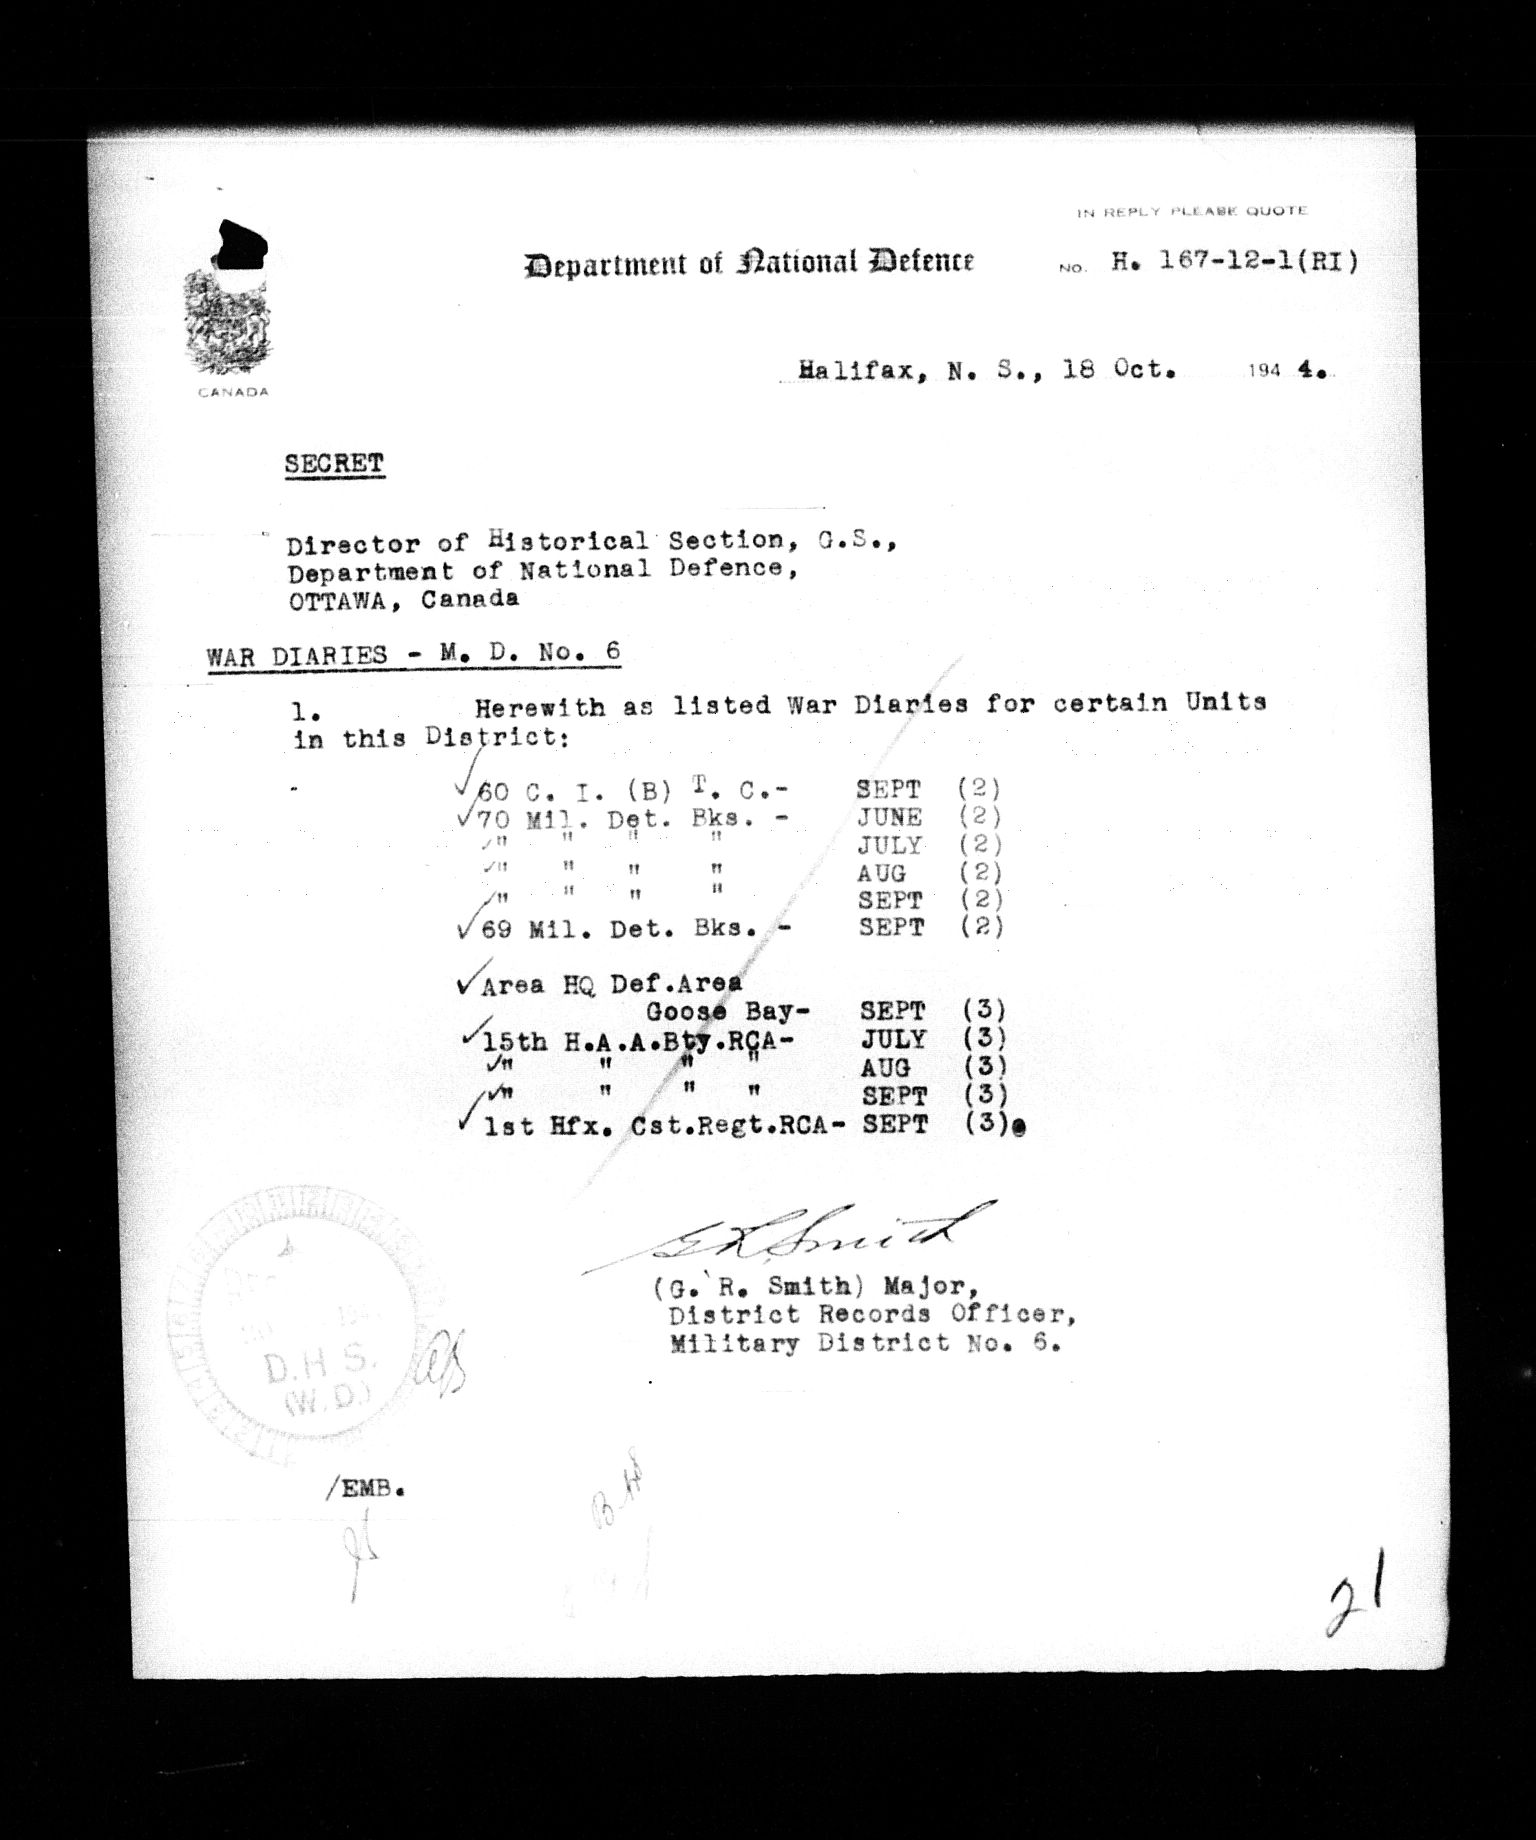 IN REPLY PLEASE QUOTE
Department of National Defence
NO. H. 167-12-1(RI)
CANADA
Halifax, N. S., 18 Oct. 194 4.
SECRET
Director of Historical Section, G.S.,
Department of National Defence,
OTTAWA, Canada
WAR DIARIES - M. D. No. 6
1. Herewith as listed War Diaries for certain Units
in this District:
✓60 C. I. (B) T. C.- SEPT (2)
✓70 Mil. Det. Bks. - JUNE (2)
✓" " " " JULY (2)
✓" " " " AUG (2)
✓" " " " SEPT (2)
✓69 Mil. Det. Bks. - SEPT (2)
✓Area HQ Def.Area
Goose Bay- SEPT (3)
✓15th H.A.A.Bty.RCA- JULY (3)
✓" " " " AUG (3)
✓" " " " SEPT (3)
✓1st Hfx. Cst.Regt.RCA- SEPT (3).
G R Smith
(G. R. Smith) Major,
District Records Officer,
Military District No. 6.
D.H.S.
(W.D.)
/EMB.
21